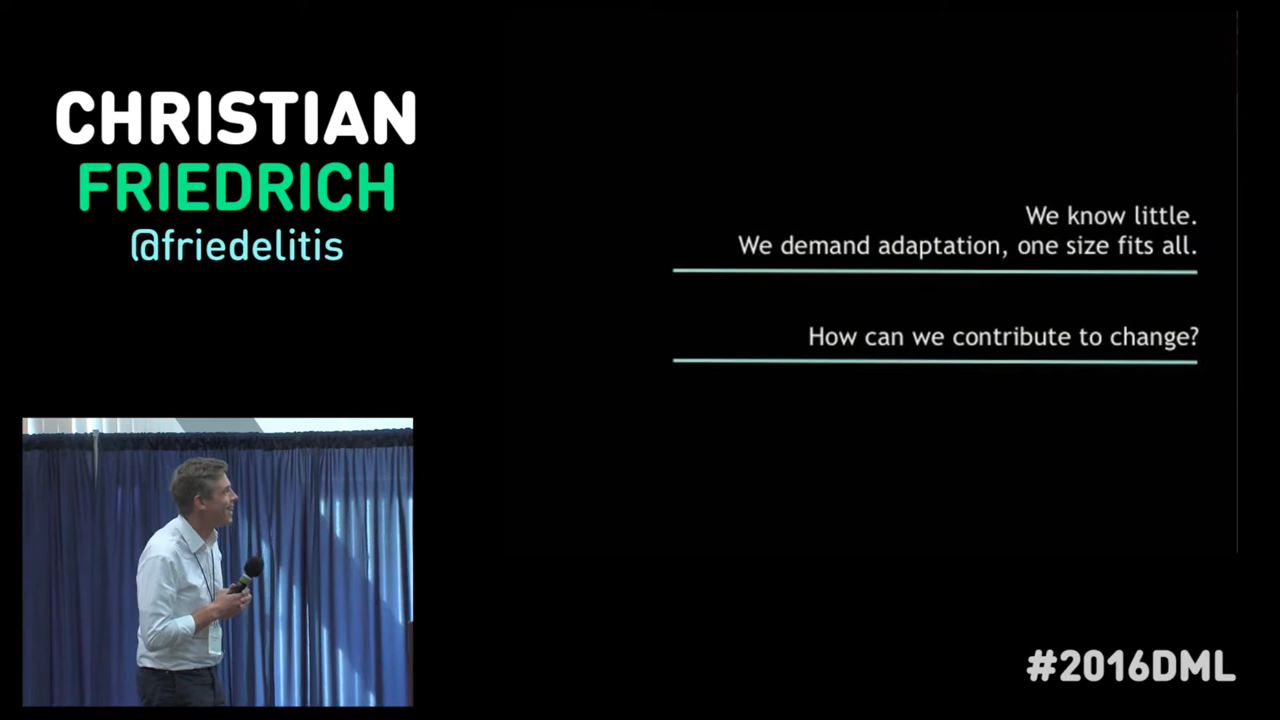 CHRISTIAN
FRIEDRICH
@friedelitis
We know little.
We demand adaptation, one size fits all.
How can we contribute to change?
#2016DML